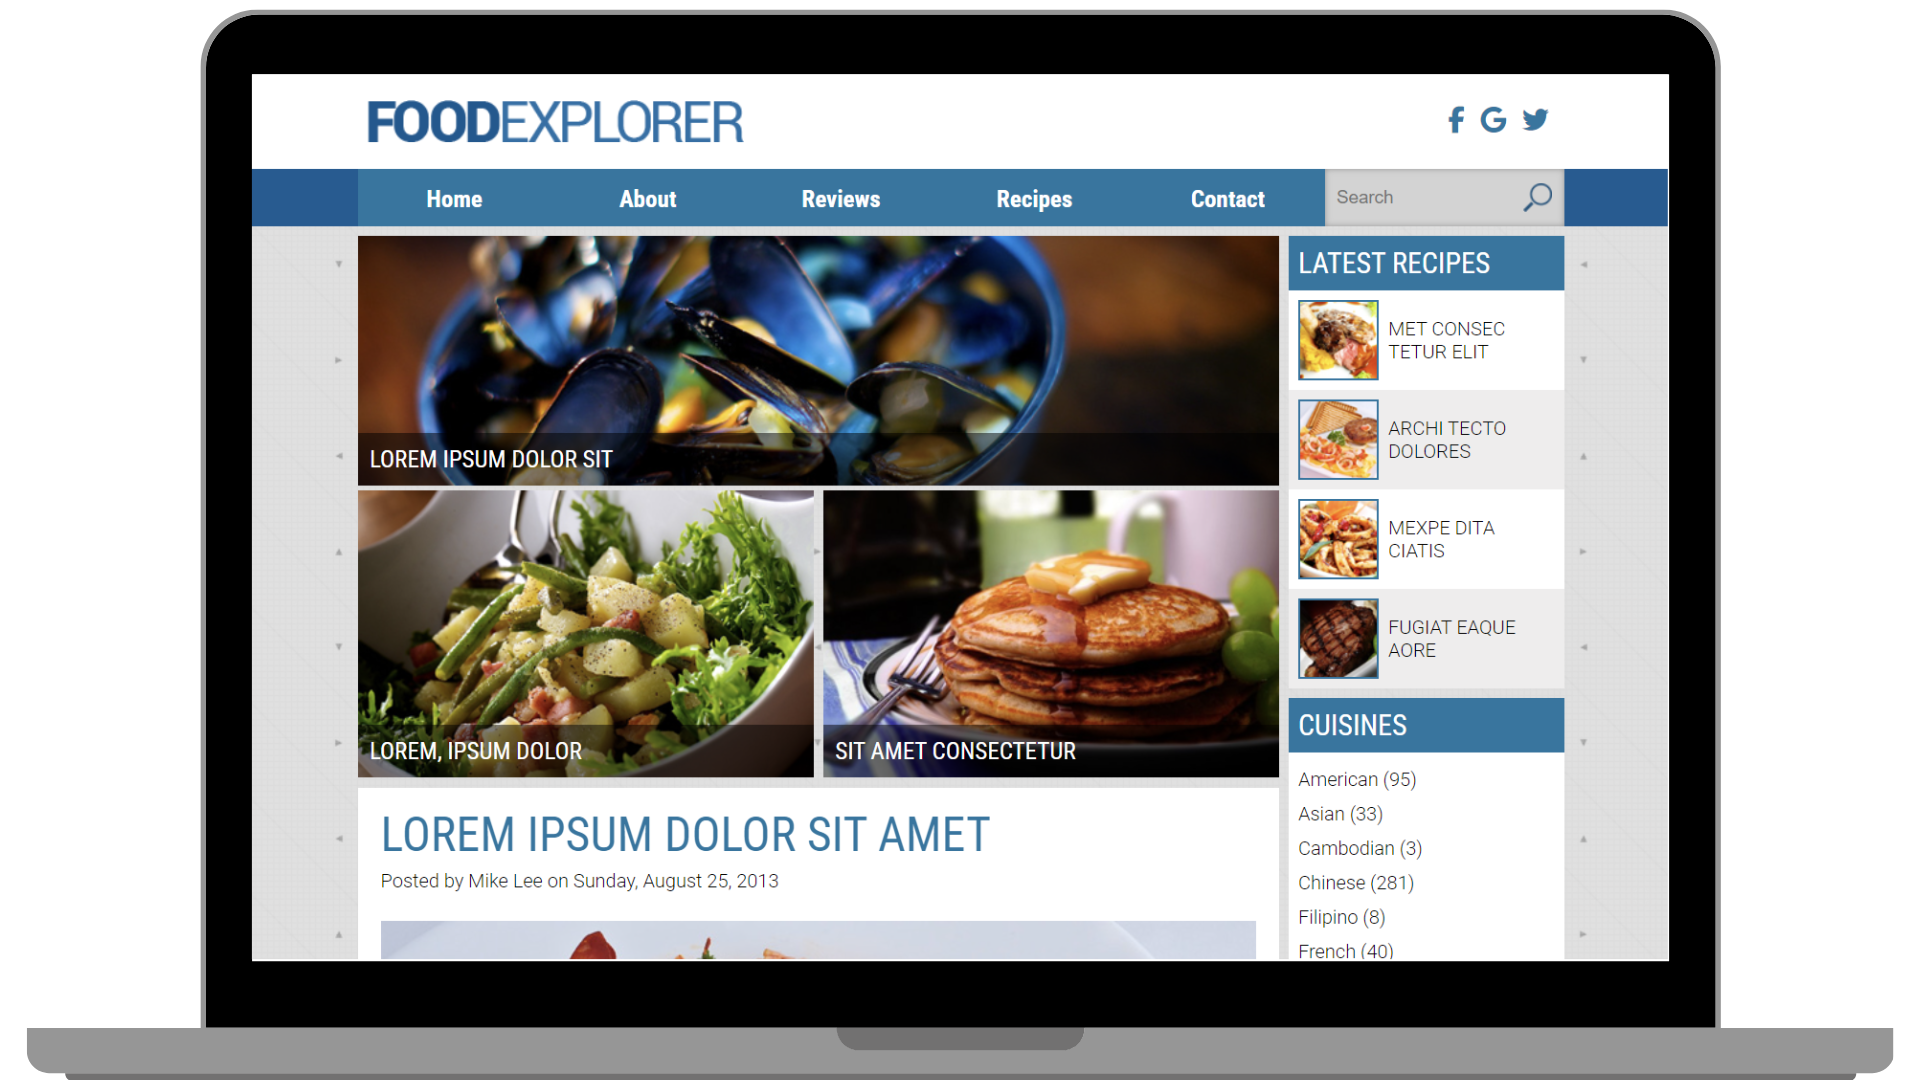 FOODEXPLORER
Home
About
Reviews
Recipes
Contact
Search
LOREM IPSUM DOLOR SIT
LOREM, IPSUM DOLOR
SIT AMET CONSECTETUR
LOREM IPSUM DOLOR SIT AMET
Posted by Mike Lee on Sunday, August 25, 2013
LATEST RECIPES
MET CONSEC
TETUR ELIT
ARCHI TECTO
DOLORES
MEXPE DITA
CIATIS
FUGIAT EAQUE
AORE
CUISINES
American (95)
Asian (33)
Cambodian (3)
Chinese (281)
Filipino (8)
French (40)